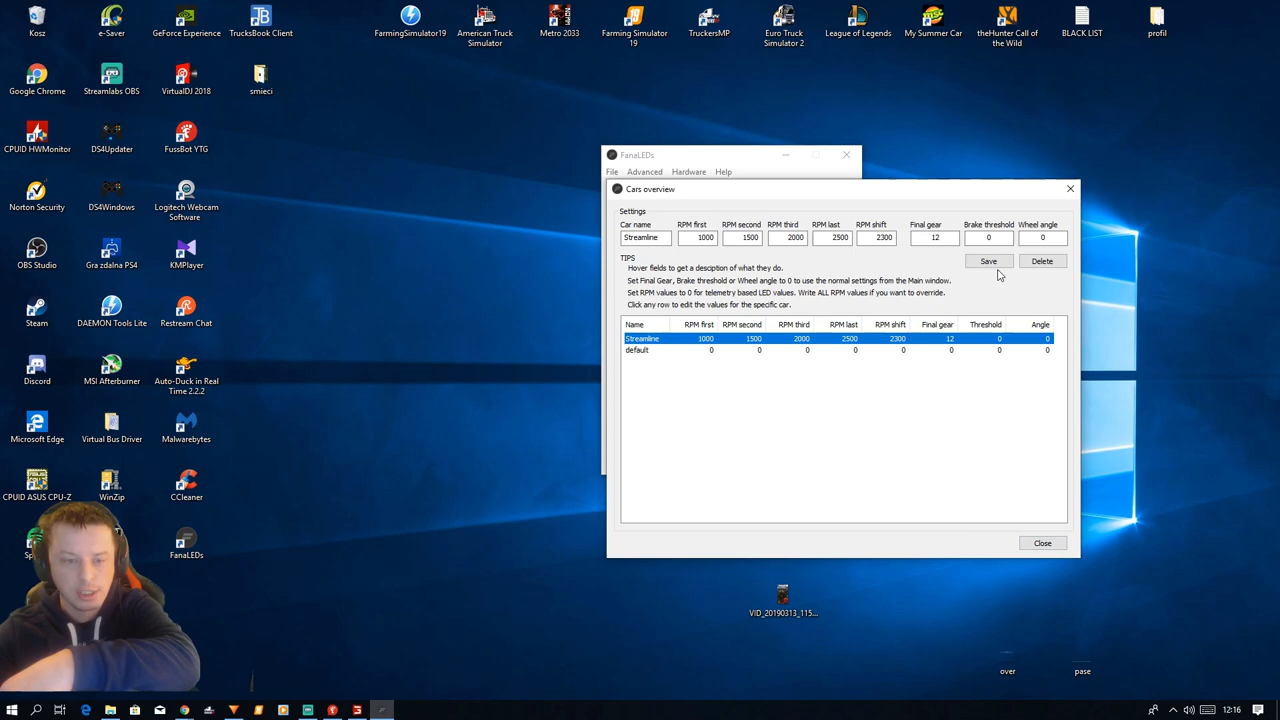 Kosz
e-Saver
GeForce Experience
TrucksBook Client
FarmingSimulator19
American Truck
Simulator
Metro 2033
Farming Simulator
19
TruckersMP
Euro Truck
Simulator 2
League of Legends
My Summer Car
theHunter Call of
the Wild
BLACK LIST
profil
Google Chrome
Streamlabs OBS
VirtualDJ 2018
smieci
CPUID HWMonitor
DS4Updater
FussBot YTG
Norton Security
DS4Windows
Logitech Webcam
Software
OBS Studio
Gra zdalna PS4
KMPlayer
Steam
DAEMON Tools Lite
Restream Chat
Discord
MSI Afterburner
Auto-Duck in Real
Time 2.2.2
Microsoft Edge
Virtual Bus Driver
Malwarebytes
CPUID ASUS CPU-Z
WinZip
CCleaner
FanaLEDs
FanaLEDs
File Advanced Hardware Help
Cars overview
Settings
Car name RPM first RPM second RPM third RPM last RPM shift Final gear Brake threshold Wheel angle
Streamline 1000 1500 2000 2500 2300 12 0 0
TIPS
Save Delete
Hover fields to get a desciption of what they do.
Set Final Gear, Brake threshold or Wheel angle to 0 to use the normal settings from the Main window.
Set RPM values to 0 for telemetry based LED values. Write ALL RPM values if you want to override.
Click any row to edit the values for the specific car.
Name RPM first RPM second RPM third RPM last RPM shift Final gear Threshold Angle
Streamline 1000 1500 2000 2500 2300 12 0 0
default 0 0 0 0 0 0 0 0
Close
VID_20190313_115...
over
pase
12:16